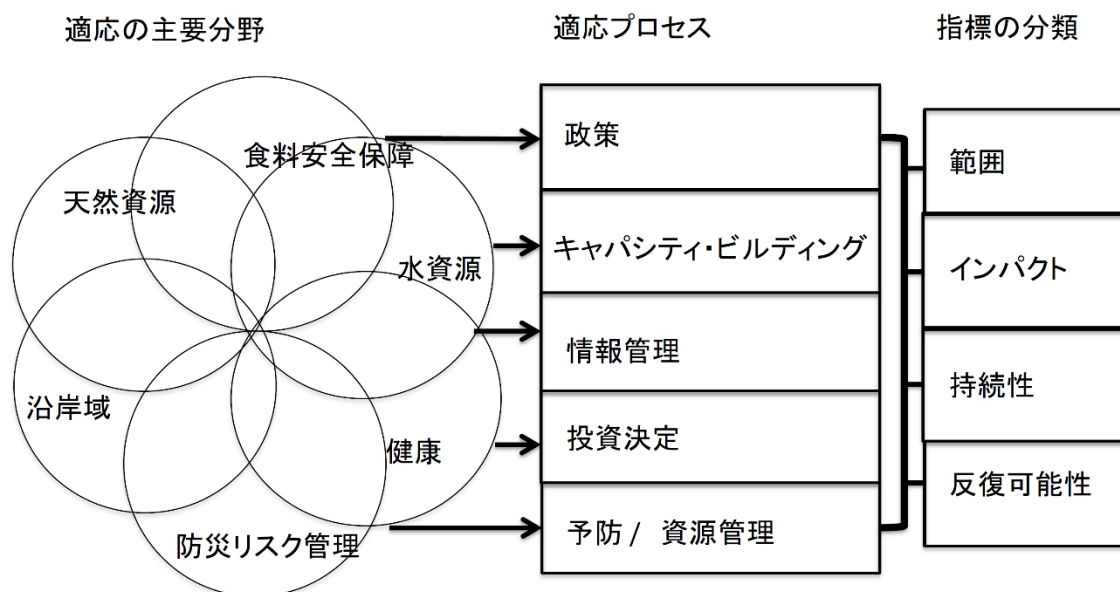 適応の主要分野
適応プロセス
指標の分類
食料安全保障
天然資源
水資源
沿岸域
健康
防災リスク管理
政策
キャパシティ・ビルディング
情報管理
投資決定
予防 / 資源管理
範囲
インパクト
持続性
反復可能性